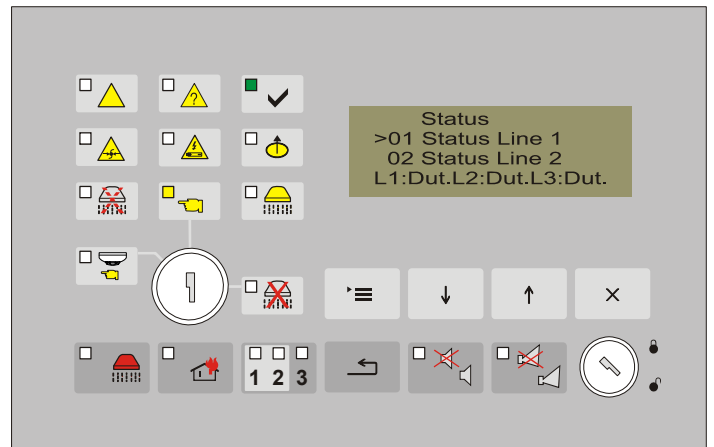 ?
Status
>01 Status Line 1
02 Status Line 2
L1:Dut.L2:Dut.L3:Dut.
1 2 3